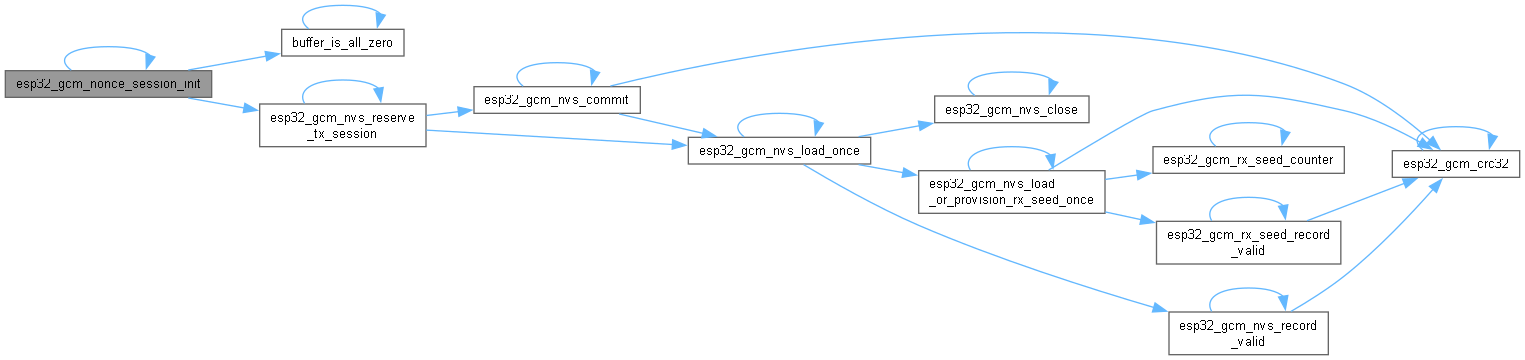 esp32_gcm_nonce_session_init
buffer_is_all_zero
esp32_gcm_nvs_reserve
_tx_session
esp32_gcm_nvs_commit
esp32_gcm_nvs_load_once
esp32_gcm_nvs_close
esp32_gcm_nvs_load
_or_provision_rx_seed_once
esp32_gcm_rx_seed_counter
esp32_gcm_rx_seed_record
_valid
esp32_gcm_nvs_record
_valid
esp32_gcm_crc32